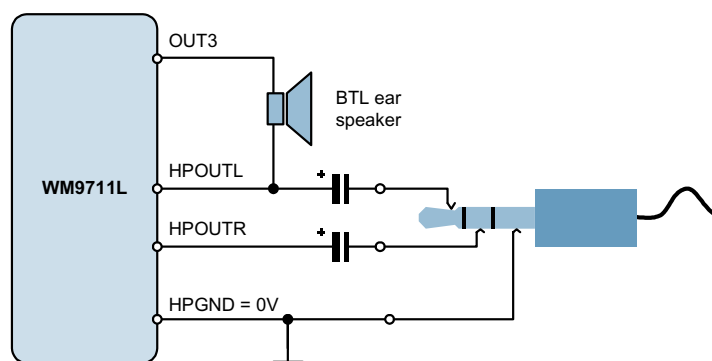 OUT3
BTL ear
speaker
HPOUTL
WM9711L
HPOUTR
HPGND = 0V